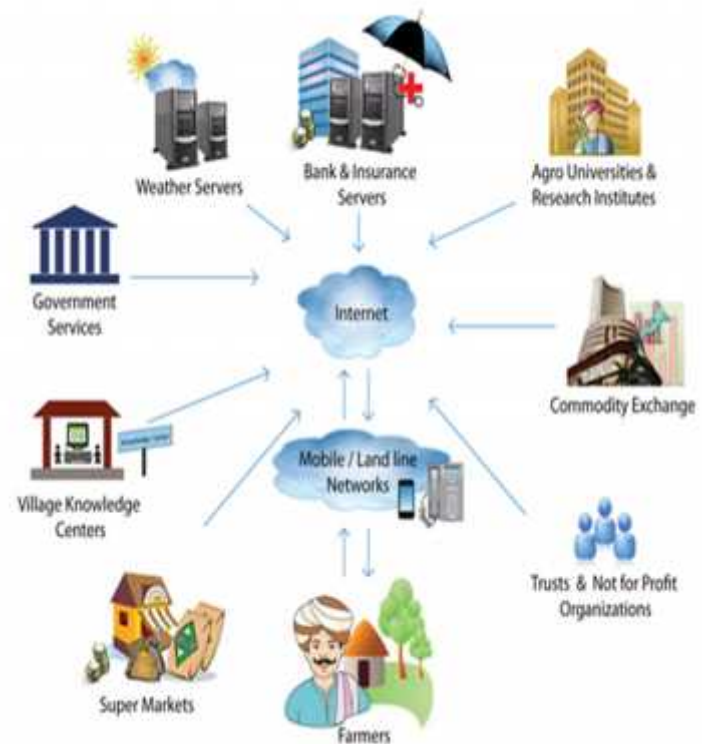 Weather Servers
Bank & Insurance
Servers
Agro Universities &
Research Institutes
Government
Services
Internet
Commodity Exchange
Mobile / Land line
Networks
Village Knowledge
Centers
Trusts & Not for Profit
Organizations
Super Markets
Farmers